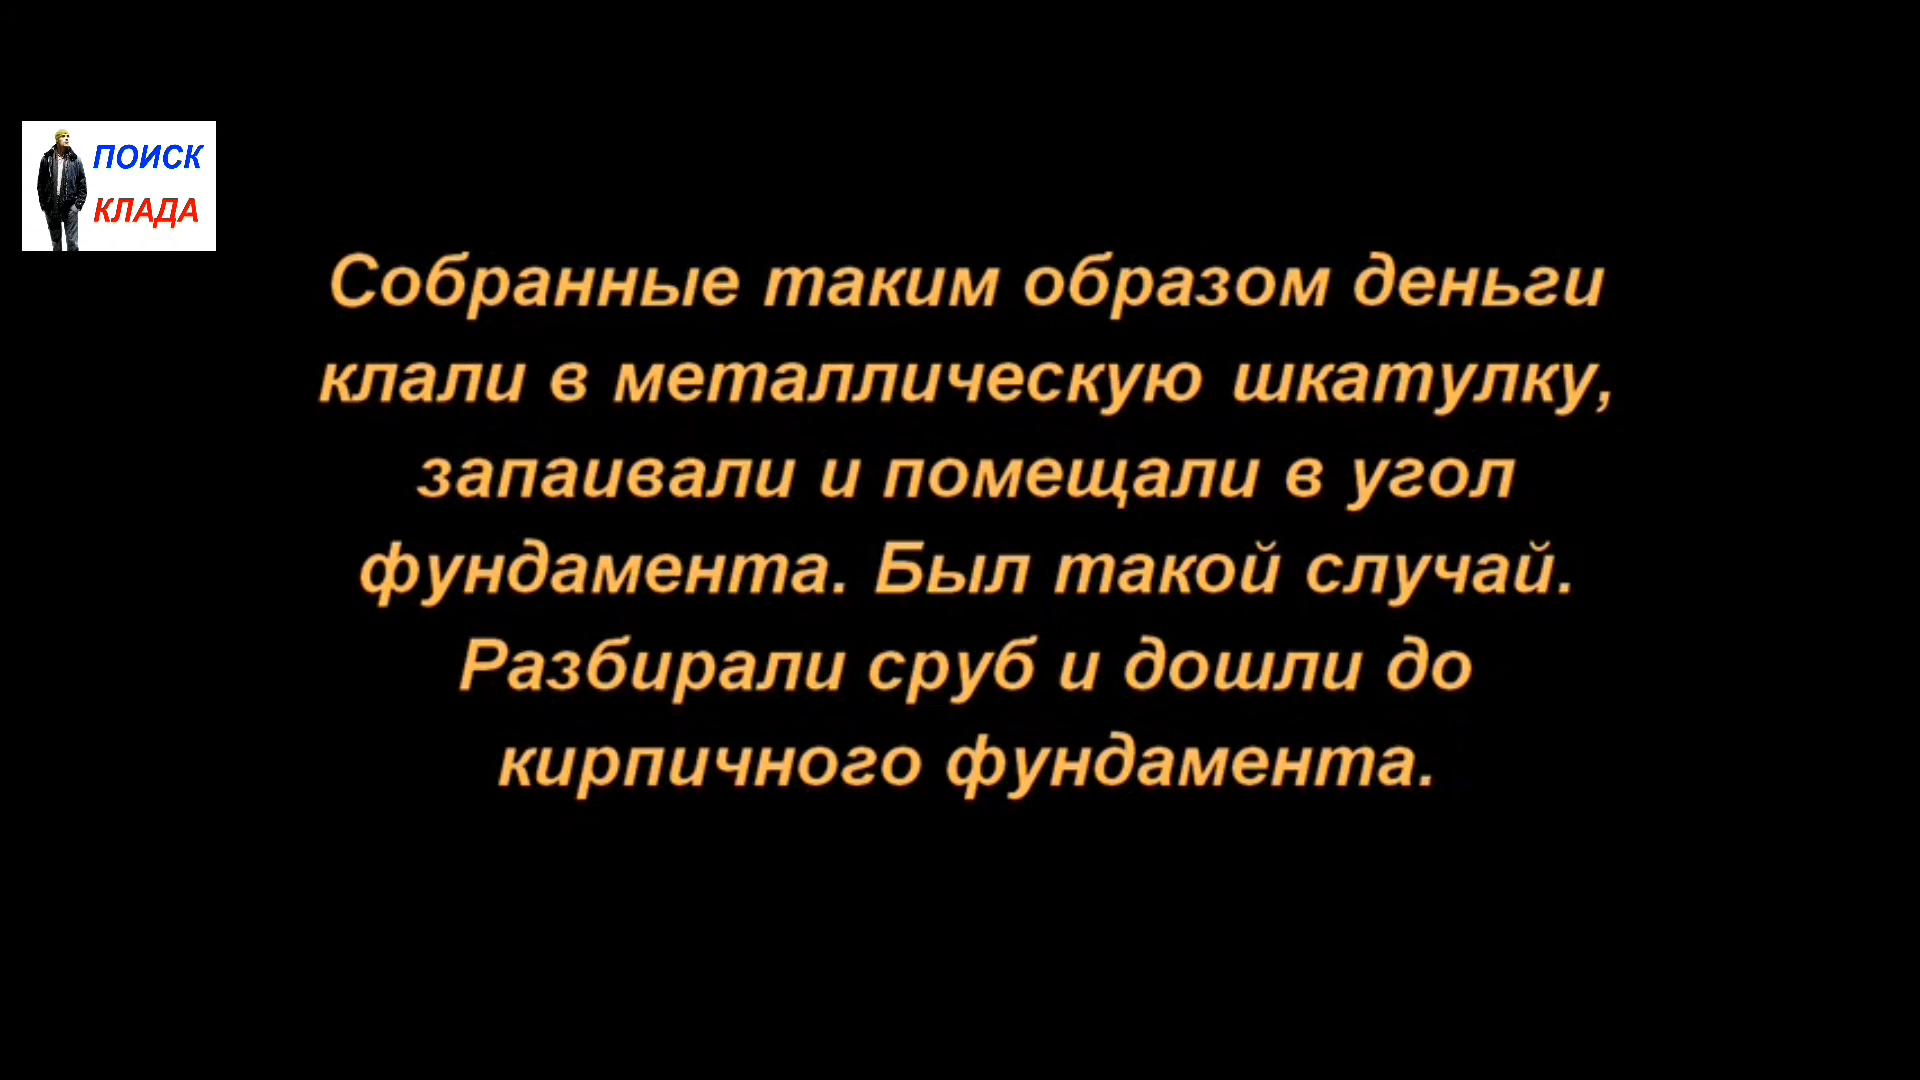 ПОИСК
КЛАДА
Собранные таким образом деньги
клали в металлическую шкатулку,
запаивали и помещали в угол
фундамента. Был такой случай.
Разбирали сруб и дошли до
кирпичного фундамента.